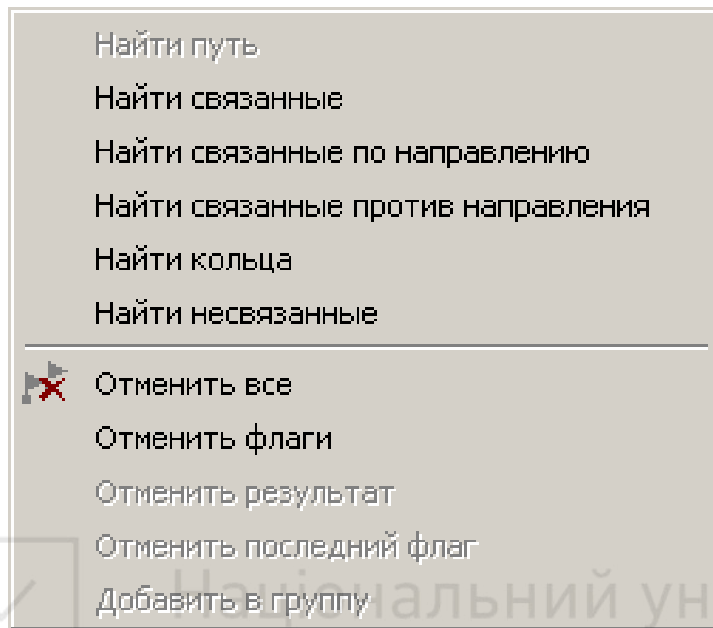 Найти путь
Найти связанные
Найти связанные по направлению
Найти связанные против направления
Найти кольца
Найти несвязанные
Отменить все
Отменить флаги
Отменить результат
Отменить последний флаг
Добавить в группу
Національний ун